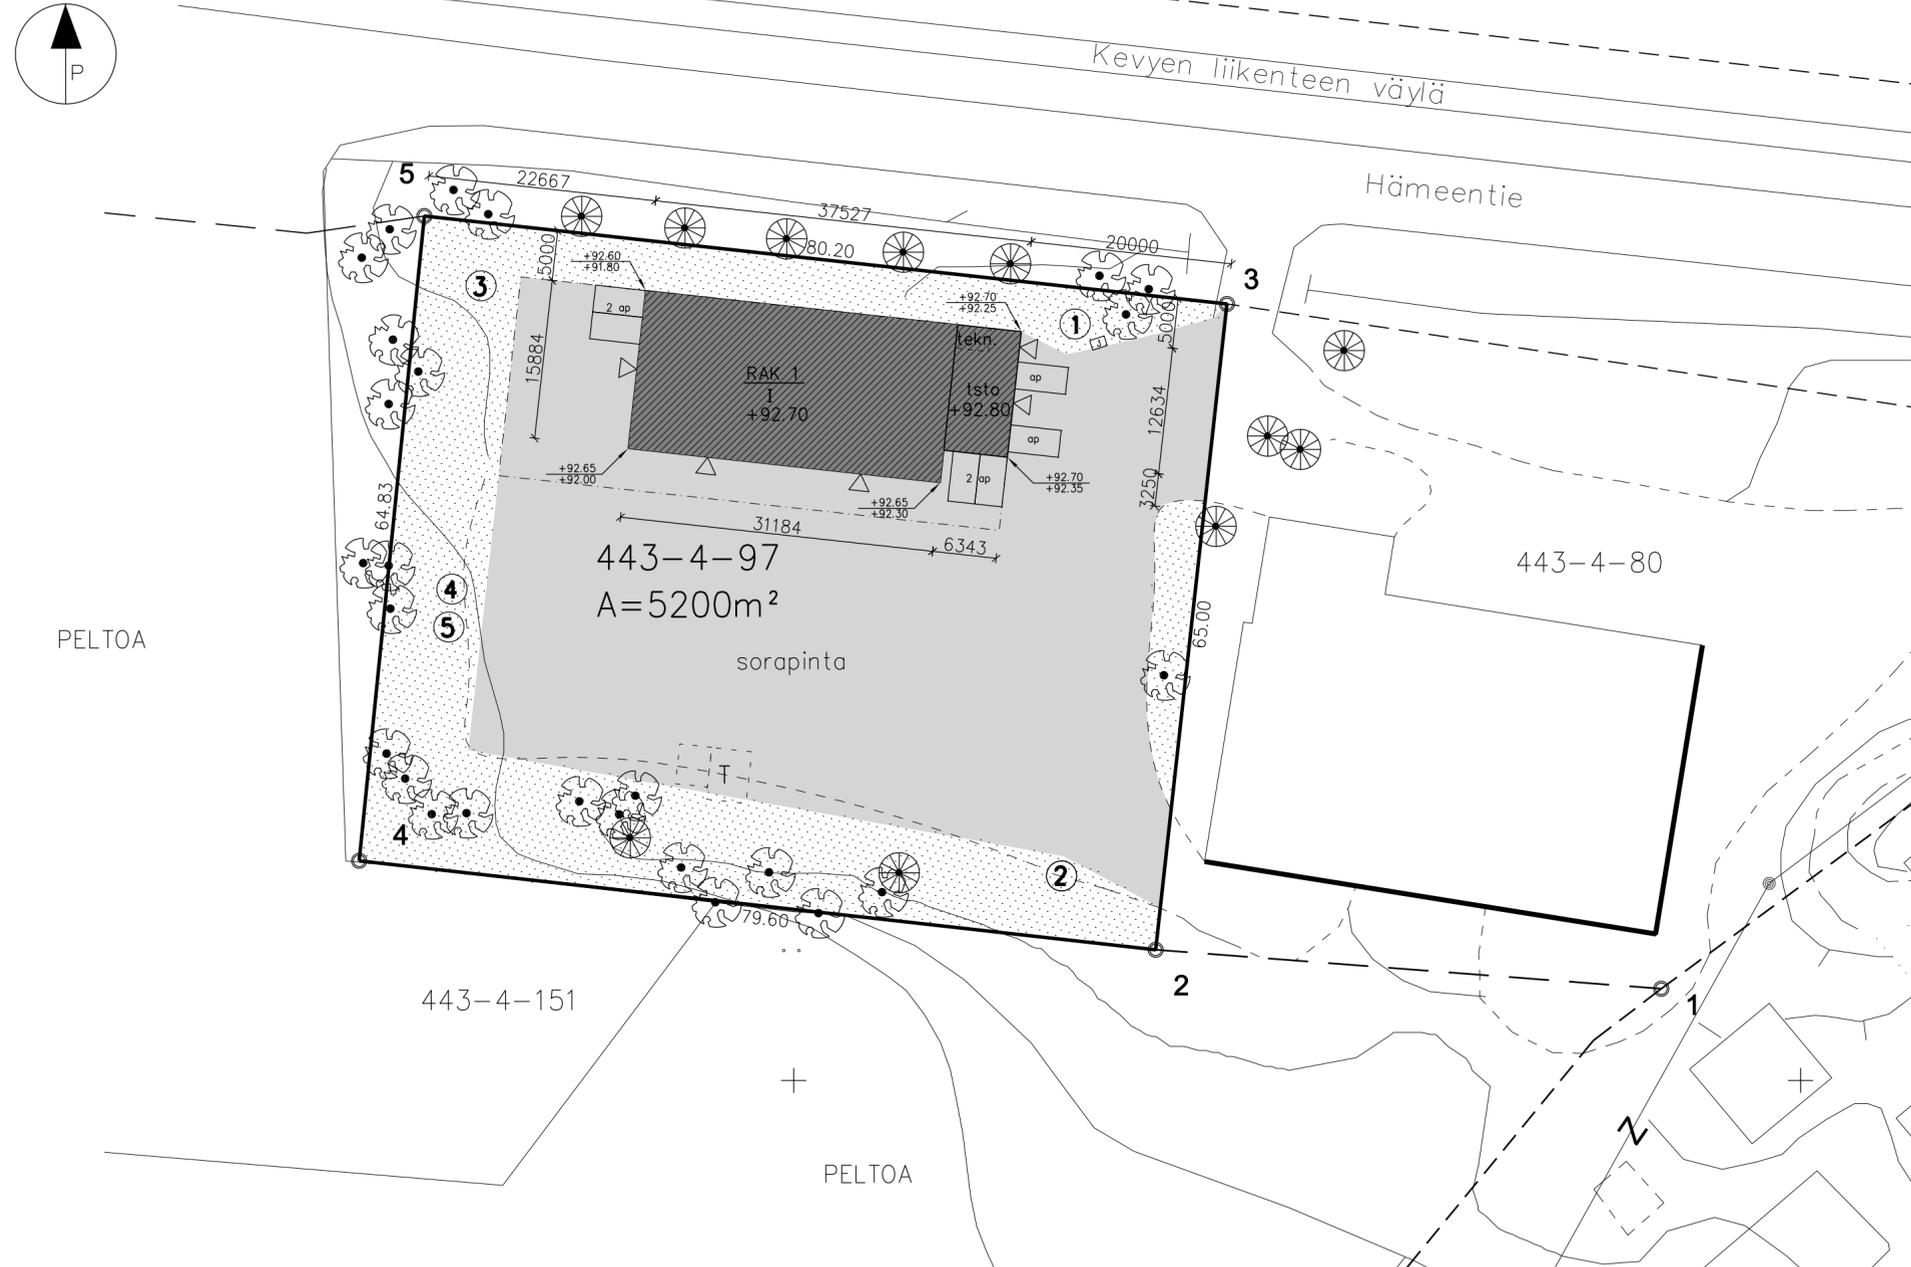 P
Kevyen liikenteen väylä
Hämeentie
5
22667
37527
20000
80.20
3
5000
+92.60
+91.80
3
2 ap
+92.70
+92.25
1
5000
J
tekn.
ap
15884
RAK 1
I
+92.70
tsto
+92.80
12634
ap
+92.65
+92.00
2 ap
+92.70
+92.35
3250
+92.65
+92.30
64.83
31184
6343
443-4-97
A=5200m²
443-4-80
4
5
65.00
PELTOA
sorapinta
T
4
2
79.60
2
1
443-4-151
PELTOA